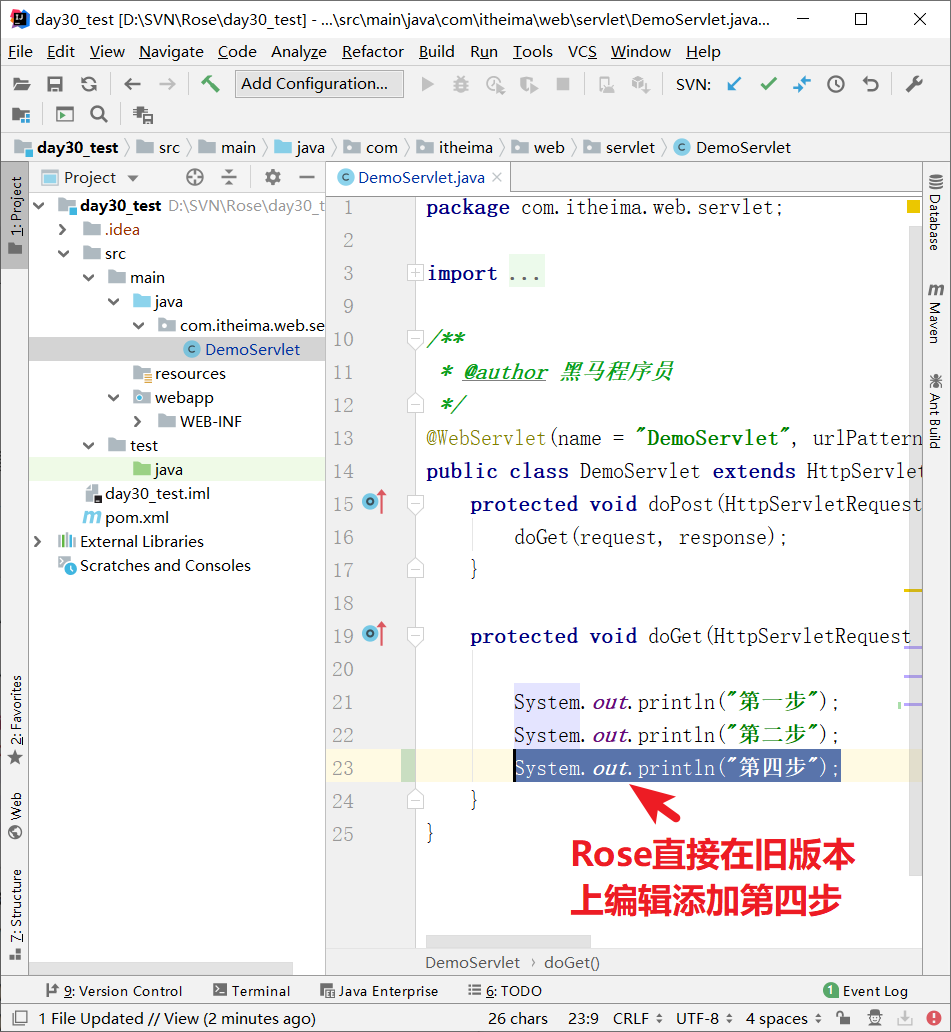 day30_test [D:\SVN\Rose\day30_test] - ...\src\main\java\com\itheima\web\servlet\DemoServlet.java...
File Edit View Navigate Code Analyze Refactor Build Run Tools VCS Window Help
Add Configuration... SVN:
day30_test src main java com itheima web servlet DemoServlet
1: Project
2: Favorites
Web
Z: Structure
Project
day30_test D:\SVN\Rose\day30_t
.idea
src
main
java
com.itheima.web.se
DemoServlet
resources
webapp
WEB-INF
test
java
day30_test.iml
pom.xml
External Libraries
Scratches and Consoles
DemoServlet.java
1 package com.itheima.web.servlet;
2
3 import ...
9
10 /**
11 * @author 黑马程序员
12 */
13 @WebServlet(name = "DemoServlet", urlPattern
14 public class DemoServlet extends HttpServlet
15 protected void doPost(HttpServletRequest
16 doGet(request, response);
17 }
18
19 protected void doGet(HttpServletRequest
20
21 System.out.println("第一步");
22 System.out.println("第二步");
23 System.out.println("第四步");
24 }
25 }
Rose直接在旧版本
上编辑添加第四步
DemoServlet › doGet()
Database
Maven
Ant Build
9: Version Control Terminal Java Enterprise 6: TODO 1 Event Log
1 File Updated // View (2 minutes ago) 26 chars 23:9 CRLF UTF-8 4 spaces